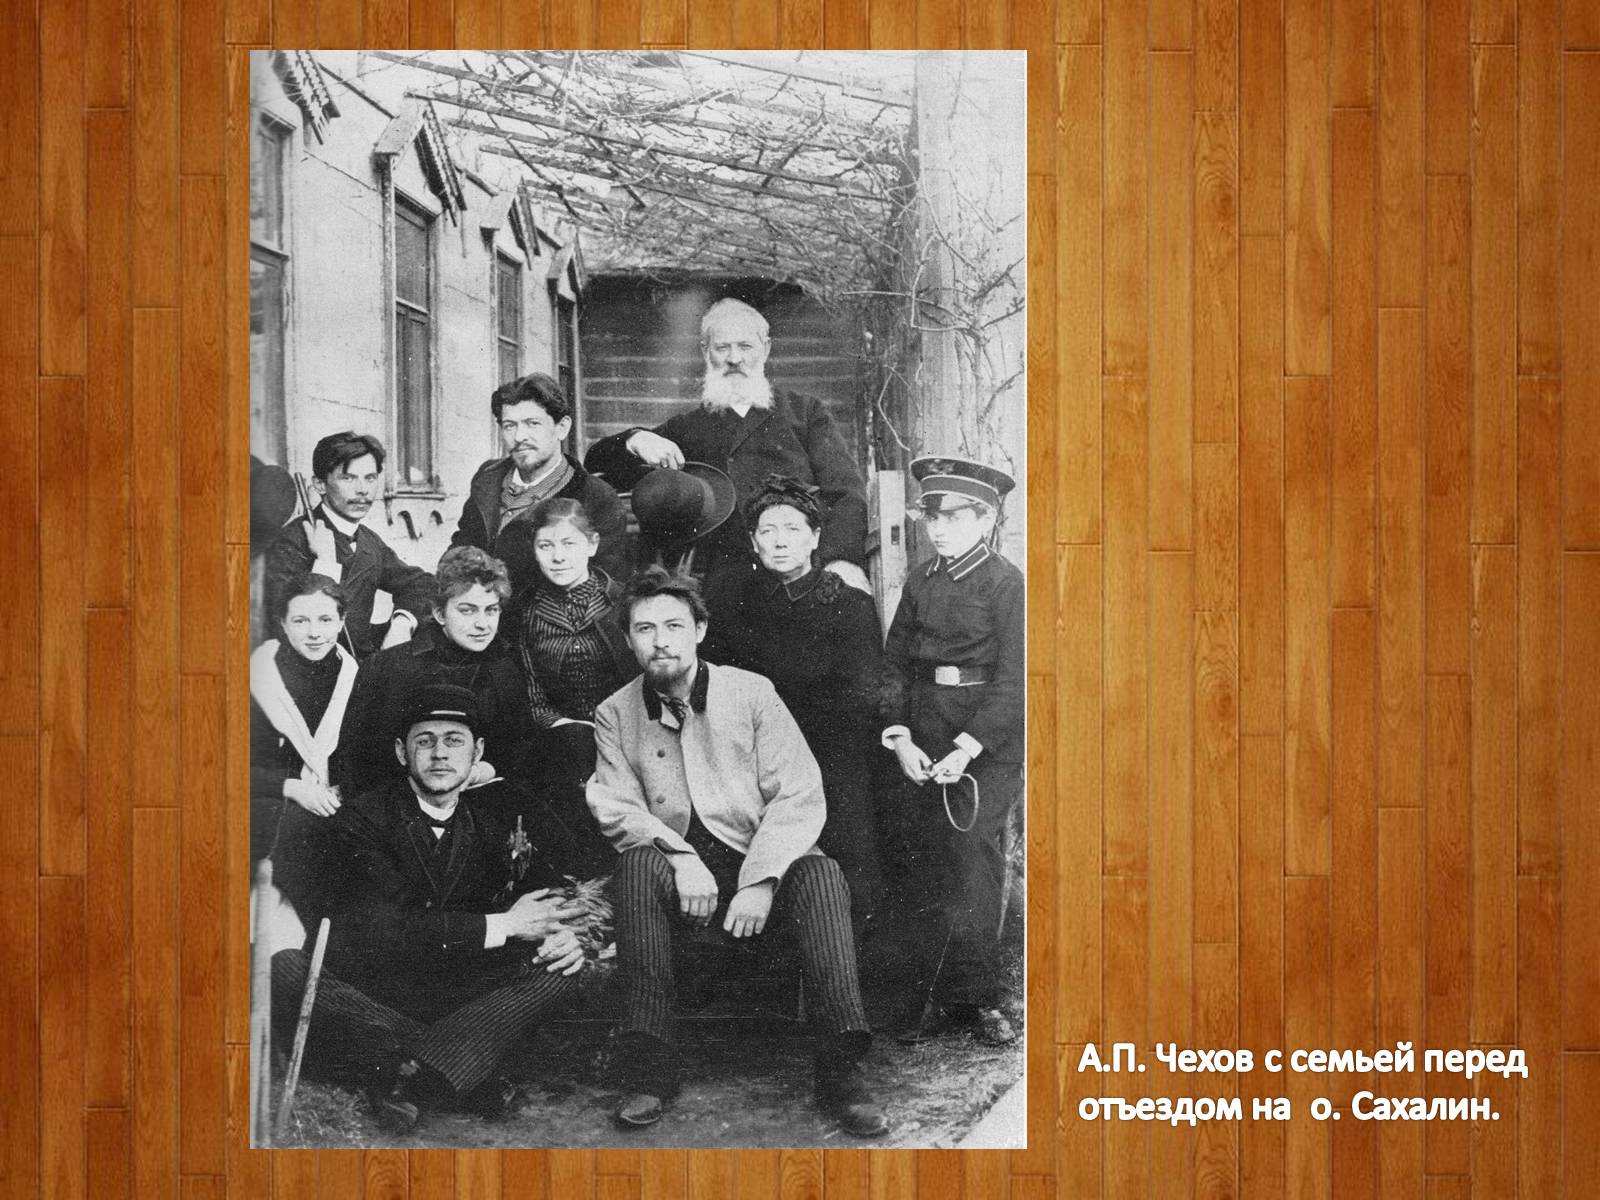 А.П. Чехов с семьей перед
отъездом на о. Сахалин.